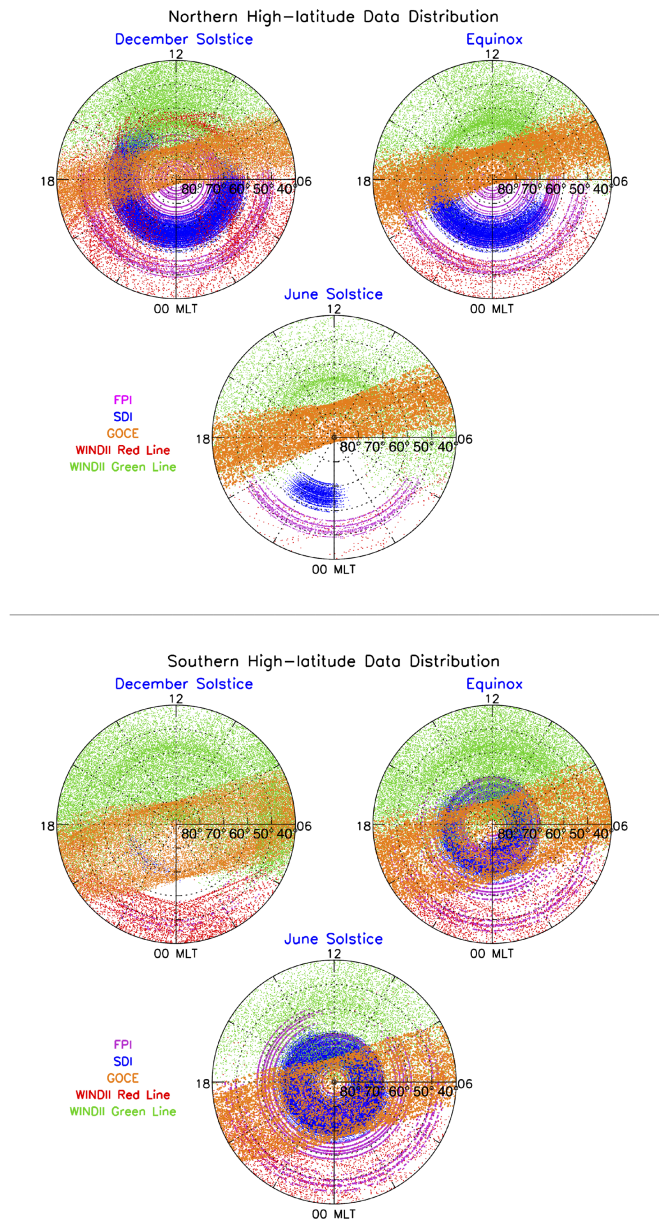 Northern High-latitude Data Distribution
December Solstice
Equinox
12
12
18
80° 70° 60° 50° 40° 06
18
80° 70° 60° 50° 40° 06
00 MLT
00 MLT
June Solstice
12
FPI
SDI
GOCE
WINDII Red Line
WINDII Green Line
18
80° 70° 60° 50° 40° 06
00 MLT
Southern High-latitude Data Distribution
December Solstice
Equinox
12
12
18
80° 70° 60° 50° 40° 06
18
80° 70° 60° 50° 40° 06
00 MLT
00 MLT
June Solstice
12
FPI
SDI
GOCE
WINDII Red Line
WINDII Green Line
18
80° 70° 60° 50° 40° 06
00 MLT